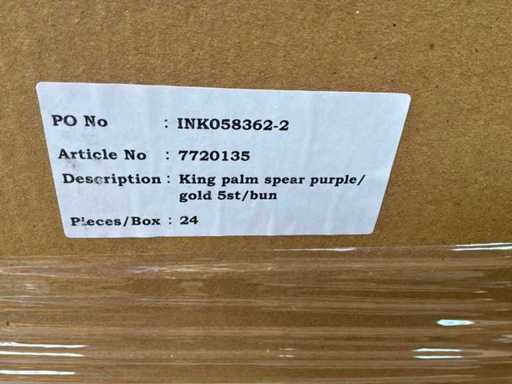 PO No : INK058362-2
Article No : 7720135
Description : King palm spear purple/
gold 5st/bun
Pieces/Box : 24